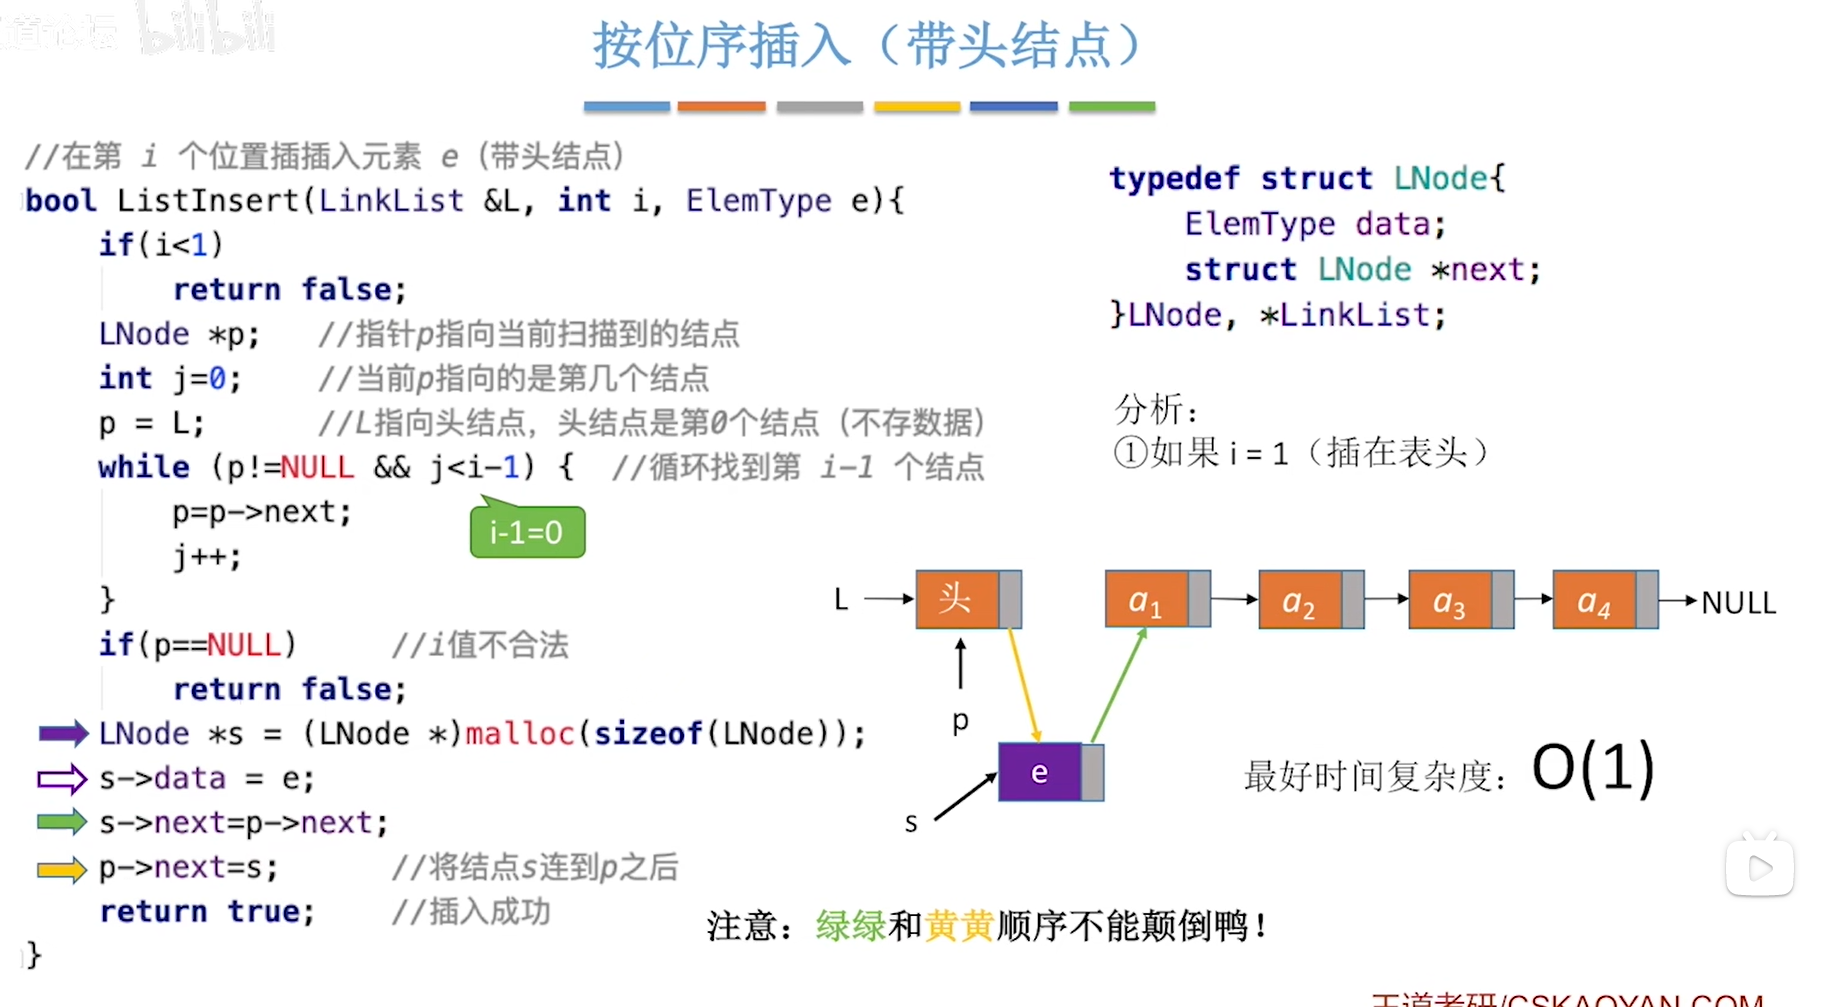 道论坛 bilibili
按位序插入（带头结点）
//在第 i 个位置插插入元素 e（带头结点）
bool ListInsert(LinkList &L, int i, ElemType e){
if(i<1)
return false;
LNode *p; //指针p指向当前扫描到的结点
int j=0; //当前p指向的是第几个结点
p = L; //L指向头结点，头结点是第0个结点（不存数据）
while (p!=NULL && j<i-1) { //循环找到第 i-1 个结点
p=p->next;
i-1=0
j++;
}
if(p==NULL) //i值不合法
return false;
LNode *s = (LNode *)malloc(sizeof(LNode));
s->data = e;
s->next=p->next;
p->next=s; //将结点s连到p之后
return true; //插入成功
}
typedef struct LNode{
ElemType data;
struct LNode *next;
}LNode, *LinkList;
分析：
①如果 i = 1（插在表头）
L 头 a1 a2 a3 a4 NULL
p
e
s
最好时间复杂度：O(1)
注意：绿绿和黄黄顺序不能颠倒鸭！
王道考研/CSKAOYAN.COM